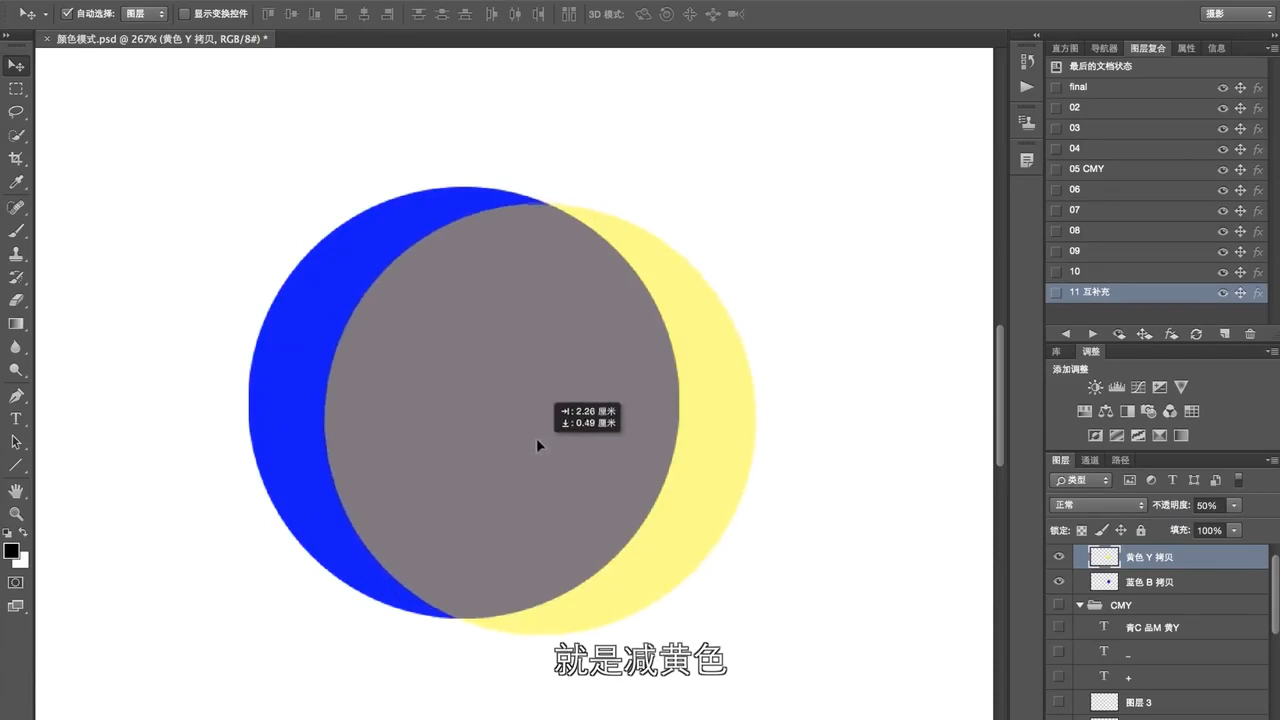 自动选择:
图层
显示变换控件
3D 模式:
摄影
× 颜色模式.psd @ 267% (黄色 Y 拷贝, RGB/8#) *
直方图
导航器
图层复合
属性
信息
最后的文档状态
final
02
03
04
05 CMY
06
07
08
09
10
11 互补充
库
调整
添加调整
图层
通道
路径
类型
正常
不透明度: 50%
锁定:
填充: 100%
黄色 Y 拷贝
蓝色 B 拷贝
CMY
T 青C 品M 黄Y
T _
T +
图层 3
: 2.26 厘米
: 0.49 厘米
就是减黄色